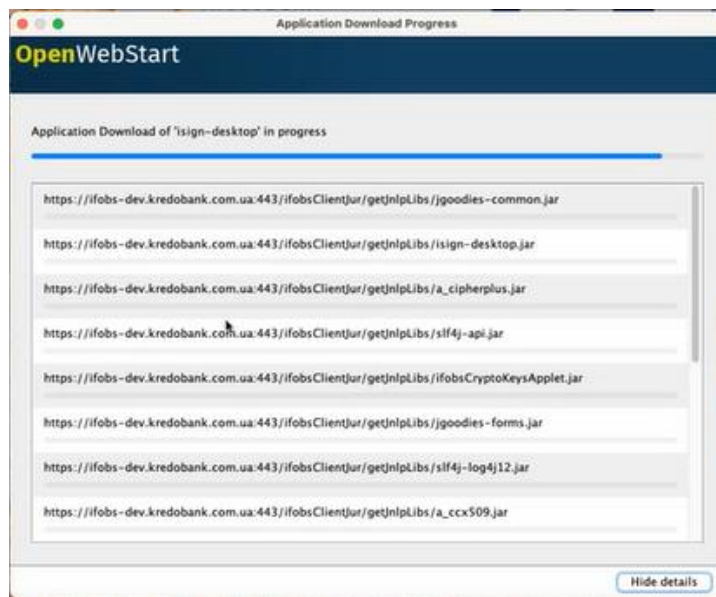 Application Download Progress
OpenWebStart
Application Download of 'isign-desktop' in progress
https://ifobs-dev.kredobank.com.ua:443/ifobsClientJur/getJnlpLibs/jgoodies-common.jar
https://ifobs-dev.kredobank.com.ua:443/ifobsClientJur/getJnlpLibs/isign-desktop.jar
https://ifobs-dev.kredobank.com.ua:443/ifobsClientJur/getJnlpLibs/a_cipherplus.jar
https://ifobs-dev.kredobank.com.ua:443/ifobsClientJur/getJnlpLibs/slf4j-api.jar
https://ifobs-dev.kredobank.com.ua:443/ifobsClientJur/getJnlpLibs/ifobsCryptoKeysApplet.jar
https://ifobs-dev.kredobank.com.ua:443/ifobsClientJur/getJnlpLibs/jgoodies-forms.jar
https://ifobs-dev.kredobank.com.ua:443/ifobsClientJur/getJnlpLibs/slf4j-log4j12.jar
https://ifobs-dev.kredobank.com.ua:443/ifobsClientJur/getJnlpLibs/a_ccx509.jar
Hide details